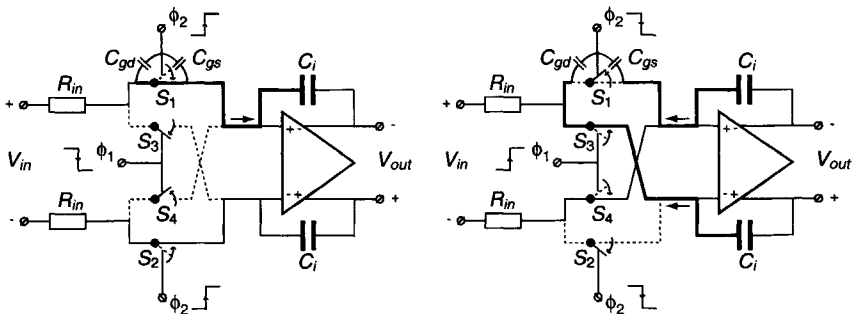 ϕ2
Cgd
Cgs
Ci
Rin
S1
+
+ -
-
S3
Vin
ϕ1
Vout
S4
- +
+
Rin
-
S2
Ci
ϕ2
ϕ2
Cgd
Cgs
Ci
Rin
S1
+
+ -
-
S3
Vin
ϕ1
Vout
S4
- +
+
Rin
-
S2
Ci
ϕ2